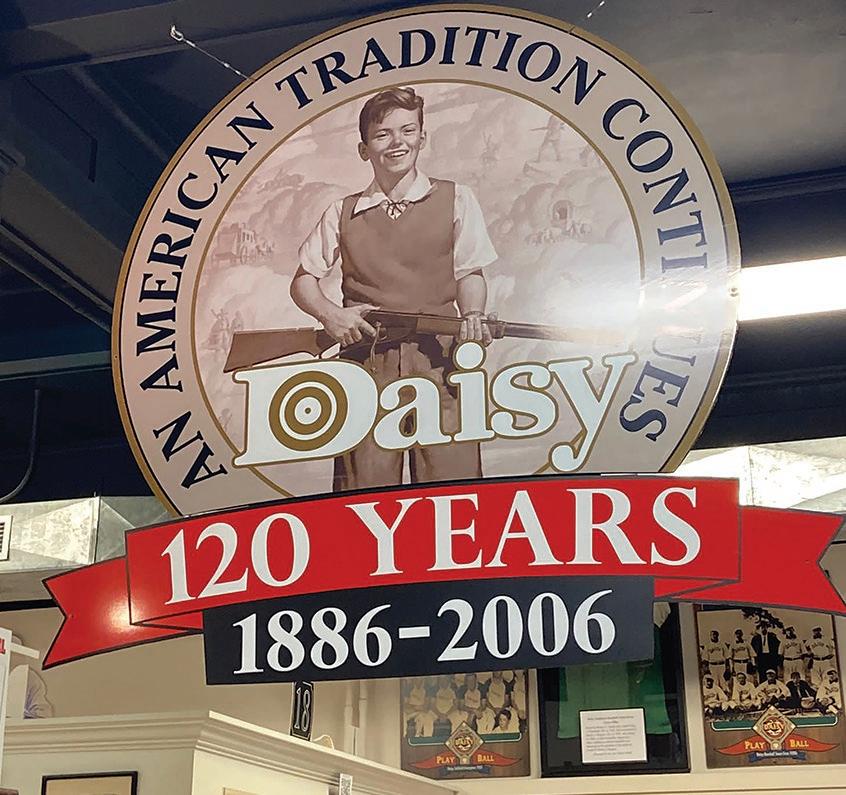 AN AMERICAN TRADITION CONTINUES
Daisy
120 YEARS
1886-2006
18
PLAY BALL
PLAY BALL